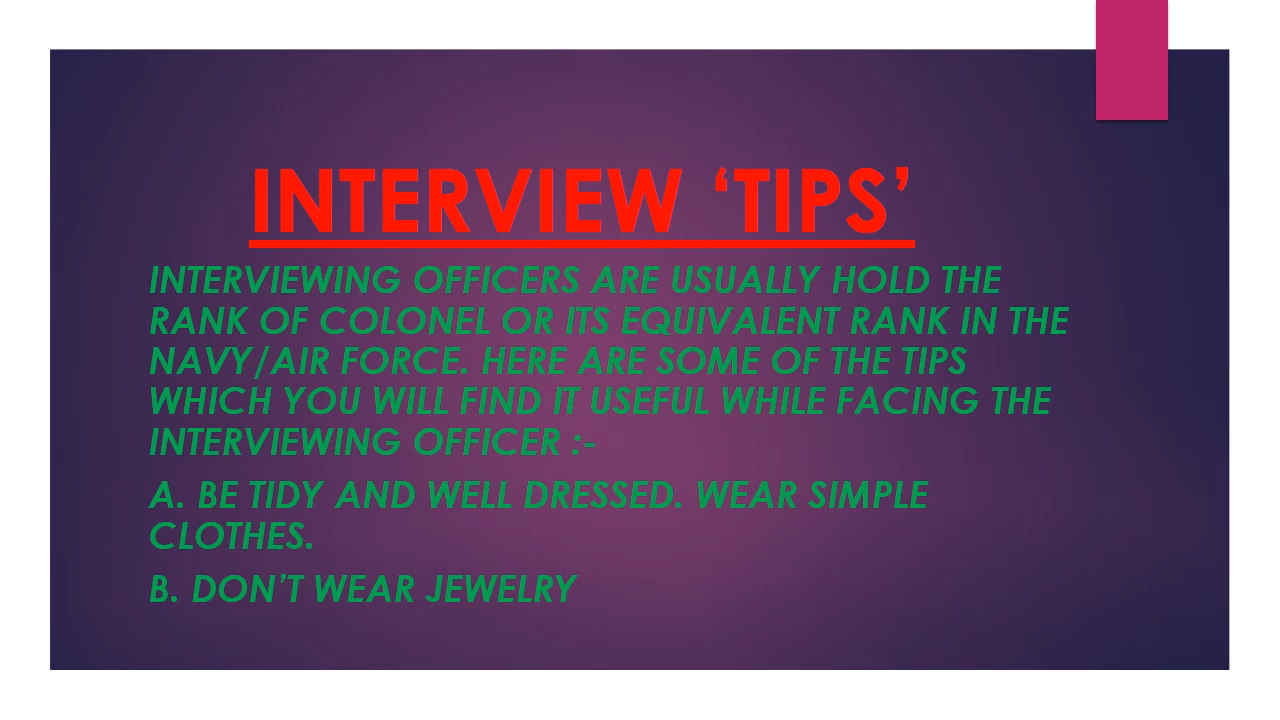 INTERVIEW ‘TIPS’
INTERVIEWING OFFICERS ARE USUALLY HOLD THE
RANK OF COLONEL OR ITS EQUIVALENT RANK IN THE
NAVY/AIR FORCE. HERE ARE SOME OF THE TIPS
WHICH YOU WILL FIND IT USEFUL WHILE FACING THE
INTERVIEWING OFFICER :-
A. BE TIDY AND WELL DRESSED. WEAR SIMPLE
CLOTHES.
B. DON’T WEAR JEWELRY